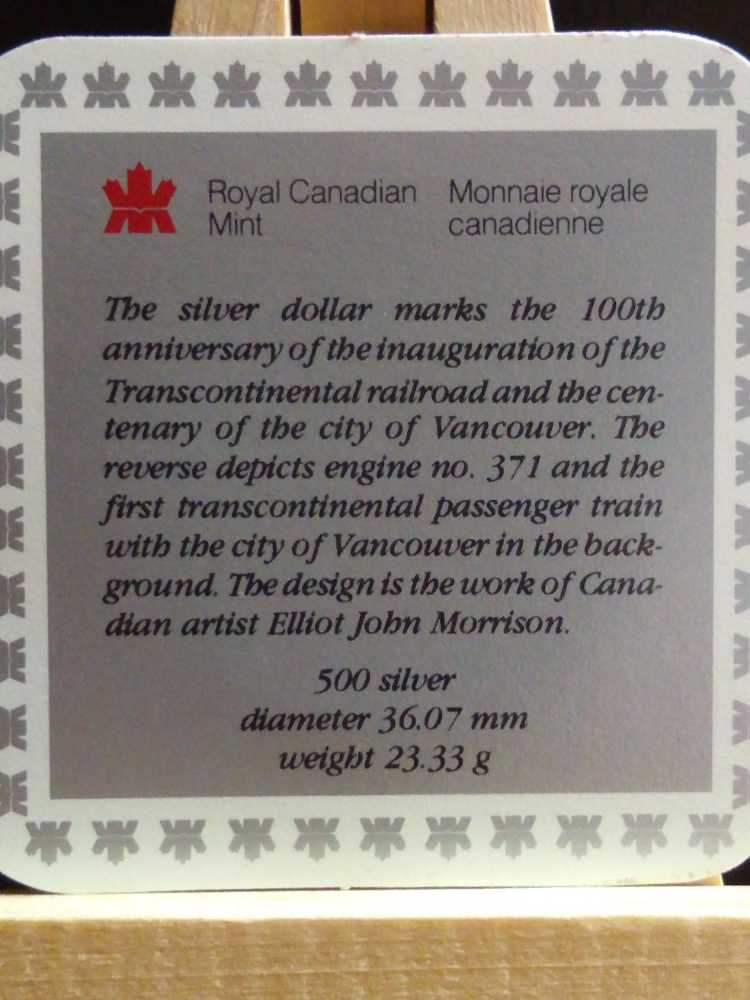 Royal Canadian Mint
Monnaie royale canadienne
The silver dollar marks the 100th
anniversary of the inauguration of the
Transcontinental railroad and the cen-
tenary of the city of Vancouver. The
reverse depicts engine no. 371 and the
first transcontinental passenger train
with the city of Vancouver in the back-
ground. The design is the work of Cana-
dian artist Elliot John Morrison.
500 silver
diameter 36.07 mm
weight 23.33 g